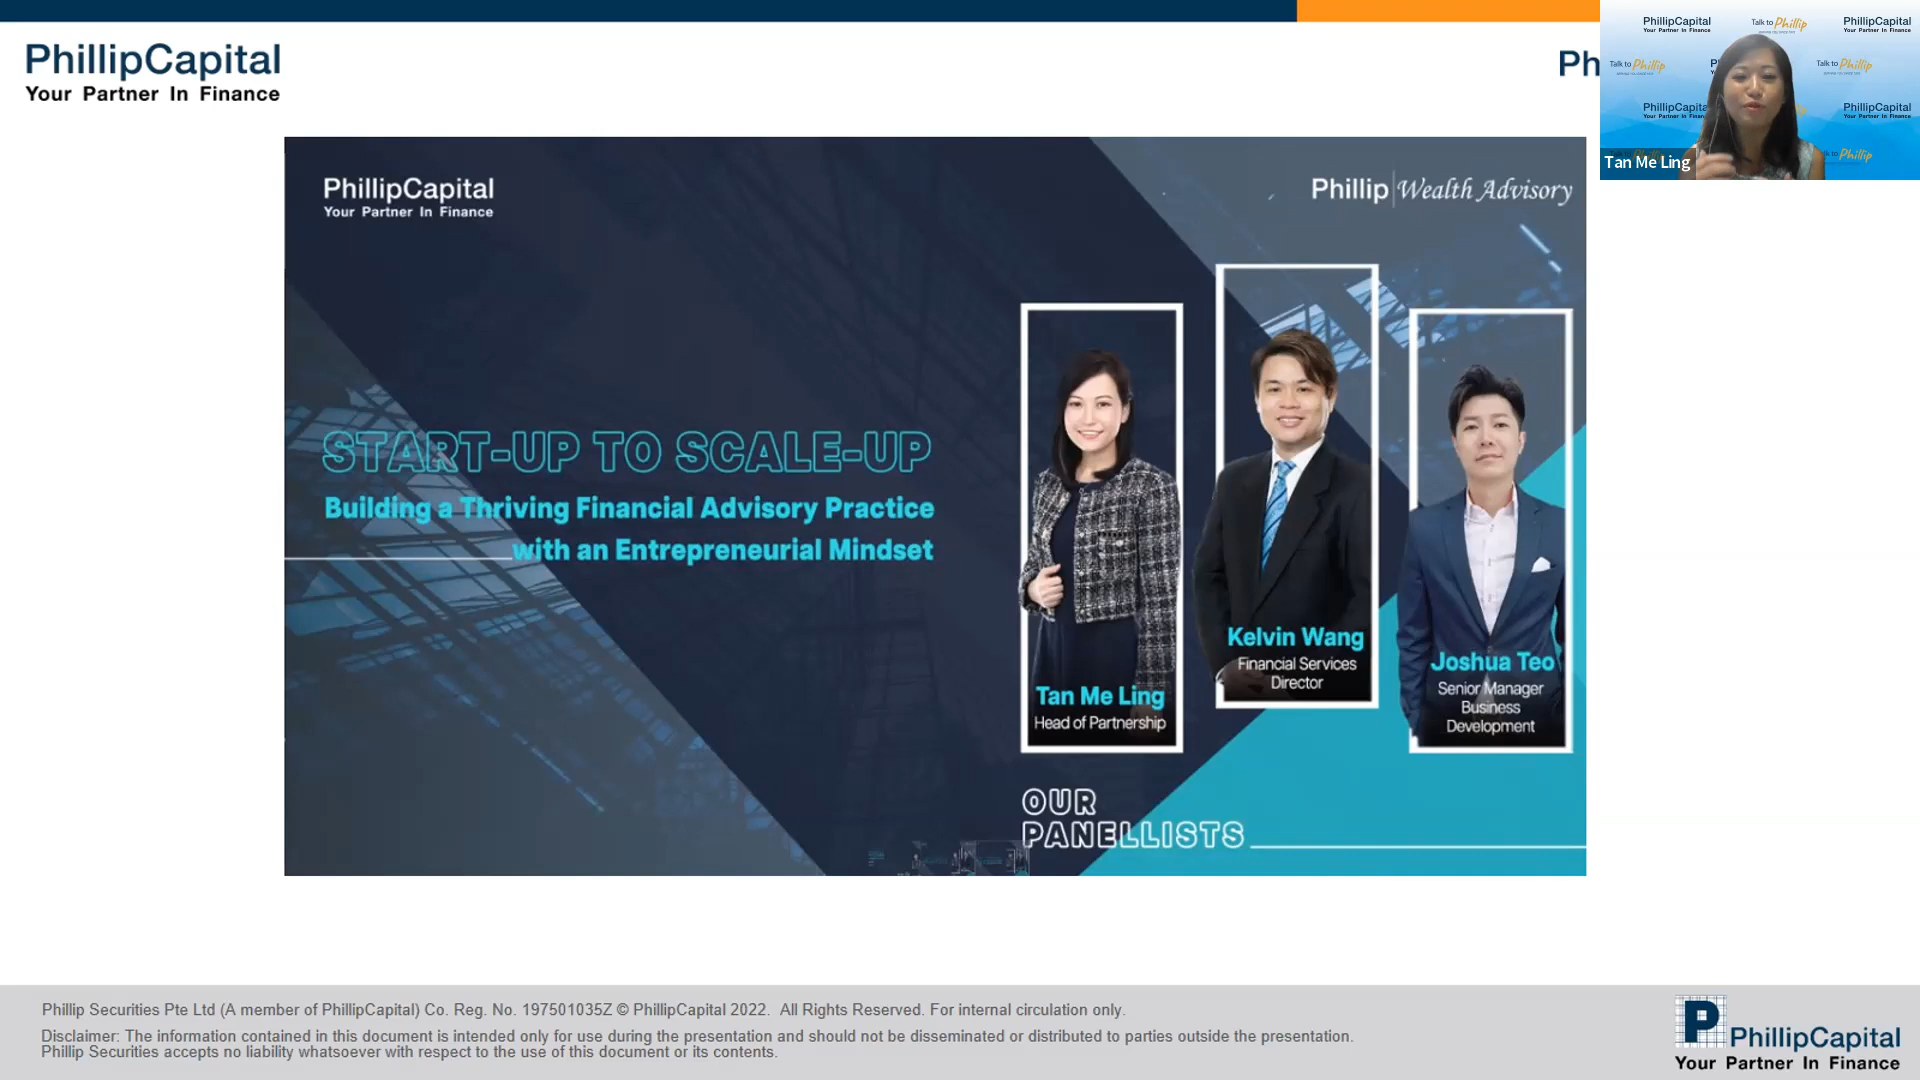 PhillipCapital
Your Partner In Finance
Ph
PhillipCapital
Your Partner In Finance
Talk to Phillip
PhillipCapital
Your Partner In Finance
Talk to Phillip
P
Talk to Phillip
PhillipCapita
Your Partner In Finan
PhillipCapital
Your Partner In Finance
Tan Me Ling
lk to Phillip
PhillipCapital
Your Partner In Finance
Phillip Wealth Advisory
START-UP TO SCALE-UP
Building a Thriving Financial Advisory Practice
with an Entrepreneurial Mindset
Tan Me Ling
Head of Partnership
Kelvin Wang
Financial Services
Director
Joshua Teo
Senior Manager
Business
Development
OUR
PANELLISTS
Phillip Securities Pte Ltd (A member of PhillipCapital) Co. Reg. No. 197501035Z © PhillipCapital 2022. All Rights Reserved. For internal circulation only.
Disclaimer: The information contained in this document is intended only for use during the presentation and should not be disseminated or distributed to parties outside the presentation.
Phillip Securities accepts no liability whatsoever with respect to the use of this document or its contents.
P
PhillipCapital
Your Partner In Finance